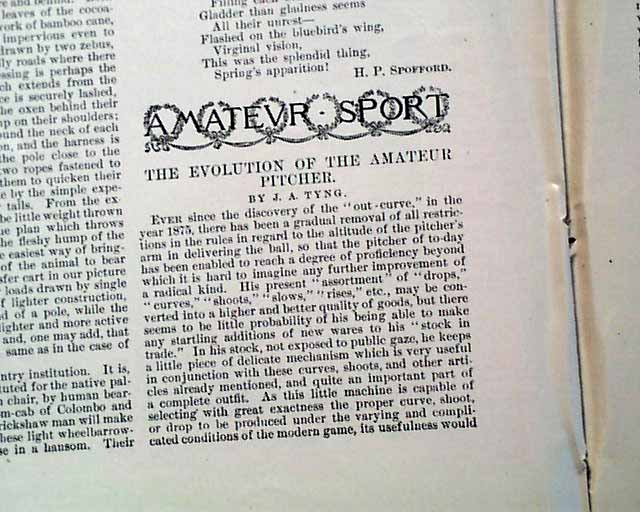 leaves of the cocoa-
work of bamboo cane,
impervious even to
drawn by two zebus,
roads where there
is perhaps the
extends from the
is securely lashed,
the oxen behind their
on their shoulders;
ound the neck of each
on, and the harness is
the pole close to the
two ropes fastened to
them to quicken their
by the simple expe-
tails. From the ex-
the little weight thrown
plan which throws
the fleshy hump of the
easiest way of bring-
of the animal to bear
cart in our picture
loads drawn by single
of lighter construction,
of a pole, while the
lighter and more active
and, one may add, that
same as in the case of
ntry institution. It is,
tuted for the native pal-
chair, by human bear-
m-cab of Colombo and
rickshaw man will make
hese light wheelbarrow-
se in a hansom. Their
Gladder than gladness seems
All their unrest—
Flashed on the bluebird's wing,
Virginal vision,
This was the splendid thing,
Spring's apparition!
H. P. SPOFFORD.
AMATEVR · SPORT
THE EVOLUTION OF THE AMATEUR
PITCHER.
BY J. A. TYNG.
EVER since the discovery of the "out-curve," in the
year 1875, there has been a gradual removal of all restric-
tions in the rules in regard to the altitude of the pitcher's
arm in delivering the ball, so that the pitcher of to-day
has been enabled to reach a degree of proficiency beyond
which it is hard to imagine any further improvement of
a radical kind. His present "assortment" of "drops,"
"curves," "shoots," "slows," "rises," etc., may be con-
verted into a higher and better quality of goods, but there
seems to be little probability of his being able to make
any startling additions of new wares to his "stock in
trade." In his stock, not exposed to public gaze, he keeps
a little piece of delicate mechanism which is very useful
in conjunction with these curves, shoots, and other arti-
cles already mentioned, and quite an important part of
a complete outfit. As this little machine is capable of
selecting with great exactness the proper curve, shoot,
or drop to be produced under the varying and compli-
cated conditions of the modern game, its usefulness would